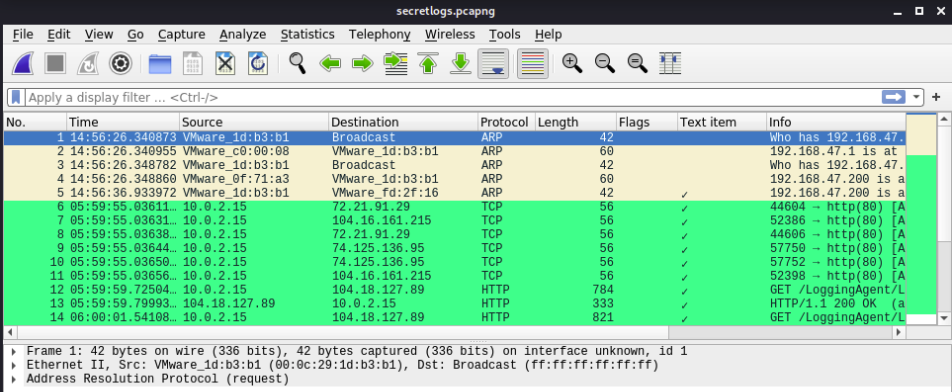 secretlogs.pcapng
File Edit View Go Capture Analyze Statistics Telephony Wireless Tools Help
Apply a display filter ... <Ctrl-/>
No. Time Source Destination Protocol Length Flags Text item Info
1 14:56:26.340873 VMware_1d:b3:b1 Broadcast ARP 42 Who has 192.168.47.
2 14:56:26.340955 VMware_c0:00:08 VMware_1d:b3:b1 ARP 60 192.168.47.1 is at
3 14:56:26.348782 VMware_1d:b3:b1 Broadcast ARP 42 Who has 192.168.47.
4 14:56:26.348860 VMware_0f:71:a3 VMware_1d:b3:b1 ARP 60 192.168.47.200 is a
5 14:56:36.933972 VMware_1d:b3:b1 VMware_fd:2f:16 ARP 42 ✓ 192.168.47.200 is a
6 05:59:55.03611… 10.0.2.15 72.21.91.29 TCP 56 ✓ 44604 → http(80) [A
7 05:59:55.03631… 10.0.2.15 104.16.161.215 TCP 56 ✓ 52386 → http(80) [A
8 05:59:55.03638… 10.0.2.15 72.21.91.29 TCP 56 ✓ 44606 → http(80) [A
9 05:59:55.03644… 10.0.2.15 74.125.136.95 TCP 56 ✓ 57750 → http(80) [A
10 05:59:55.03650… 10.0.2.15 74.125.136.95 TCP 56 ✓ 57752 → http(80) [A
11 05:59:55.03656… 10.0.2.15 104.16.161.215 TCP 56 ✓ 52398 → http(80) [A
12 05:59:59.72504… 10.0.2.15 104.18.127.89 HTTP 784 ✓ GET /LoggingAgent/L
13 05:59:59.79993… 104.18.127.89 10.0.2.15 HTTP 333 ✓ HTTP/1.1 200 OK (a
14 06:00:01.54108… 10.0.2.15 104.18.127.89 HTTP 821 ✓ GET /LoggingAgent/L
Frame 1: 42 bytes on wire (336 bits), 42 bytes captured (336 bits) on interface unknown, id 1
Ethernet II, Src: VMware_1d:b3:b1 (00:0c:29:1d:b3:b1), Dst: Broadcast (ff:ff:ff:ff:ff:ff)
Address Resolution Protocol (request)